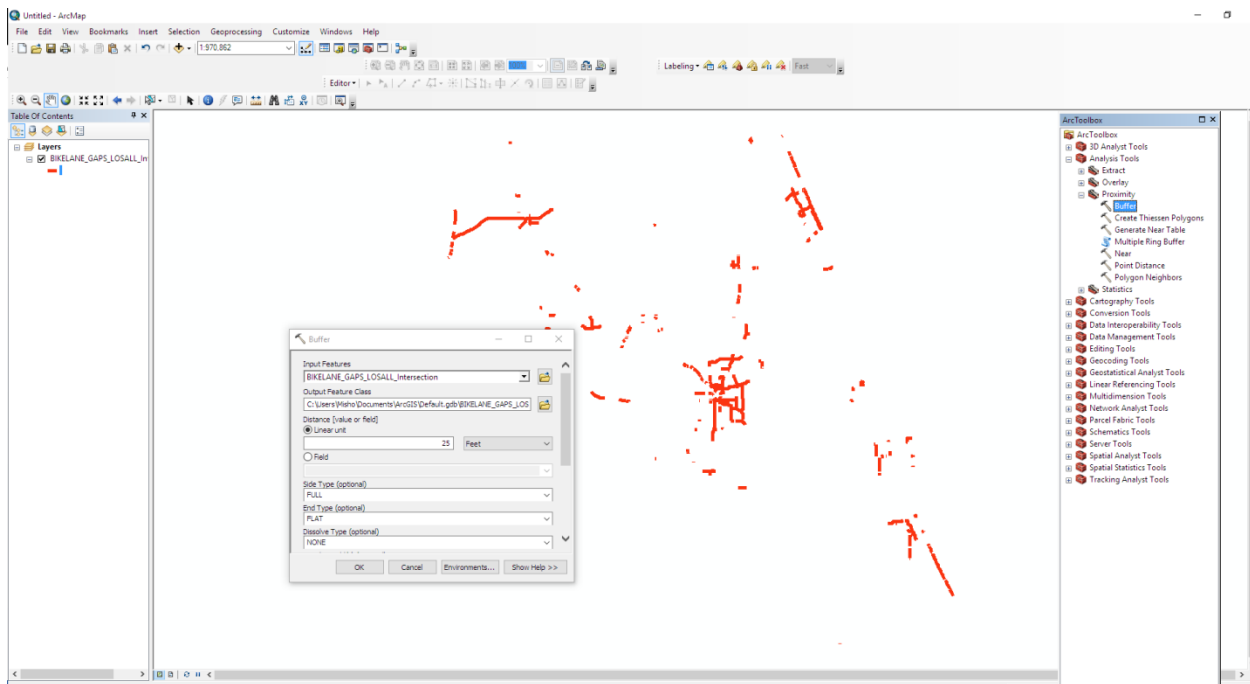 Untitled - ArcMap
File Edit View Bookmarks Insert Selection Geoprocessing Customize Windows Help
1:970,862
Labeling Fast
Editor
Table Of Contents
Layers
BIKELANE_GAPS_LOSALL_In
ArcToolbox
ArcToolbox
3D Analyst Tools
Analysis Tools
Extract
Overlay
Proximity
Buffer
Create Thiessen Polygons
Generate Near Table
Multiple Ring Buffer
Near
Point Distance
Polygon Neighbors
Statistics
Cartography Tools
Conversion Tools
Data Interoperability Tools
Data Management Tools
Editing Tools
Geocoding Tools
Geostatistical Analyst Tools
Linear Referencing Tools
Multidimension Tools
Network Analyst Tools
Parcel Fabric Tools
Schematics Tools
Server Tools
Spatial Analyst Tools
Spatial Statistics Tools
Tracking Analyst Tools
Buffer
Input Features
BIKELANE_GAPS_LOSALL_Intersection
Output Feature Class
C:\Users\Misho\Documents\ArcGIS\Default.gdb\BIKELANE_GAPS_LOS
Distance [value or field]
Linear unit
25 Feet
Field
Side Type (optional)
FULL
End Type (optional)
FLAT
Dissolve Type (optional)
NONE
OK Cancel Environments... Show Help >>